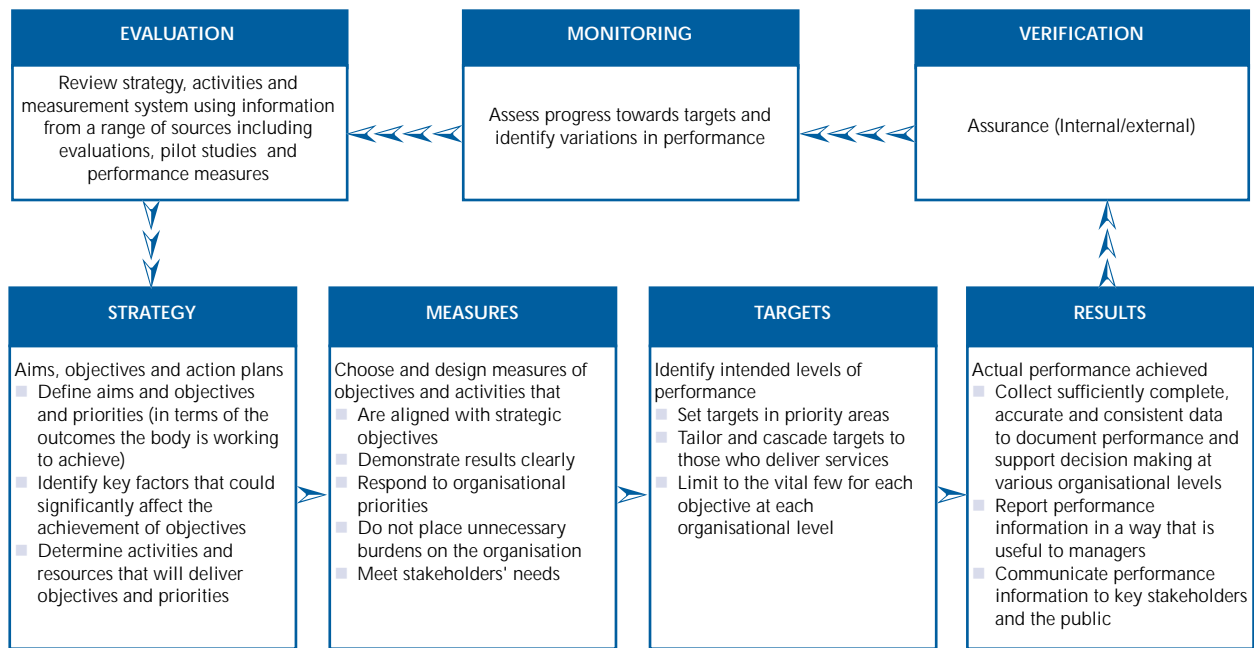 EVALUATION
Review strategy, activities and
measurement system using information
from a range of sources including
evaluations, pilot studies and
performance measures
MONITORING
Assess progress towards targets and
identify variations in performance
VERIFICATION
Assurance (Internal/external)
STRATEGY
Aims, objectives and action plans
Define aims and objectives
and priorities (in terms of the
outcomes the body is working
to achieve)
Identify key factors that could
significantly affect the
achievement of objectives
Determine activities and
resources that will deliver
objectives and priorities
MEASURES
Choose and design measures of
objectives and activities that
Are aligned with strategic
objectives
Demonstrate results clearly
Respond to organisational
priorities
Do not place unnecessary
burdens on the organisation
Meet stakeholders' needs
TARGETS
Identify intended levels of
performance
Set targets in priority areas
Tailor and cascade targets to
those who deliver services
Limit to the vital few for each
objective at each
organisational level
RESULTS
Actual performance achieved
Collect sufficiently complete,
accurate and consistent data
to document performance and
support decision making at
various organisational levels
Report performance
information in a way that is
useful to managers
Communicate performance
information to key stakeholders
and the public